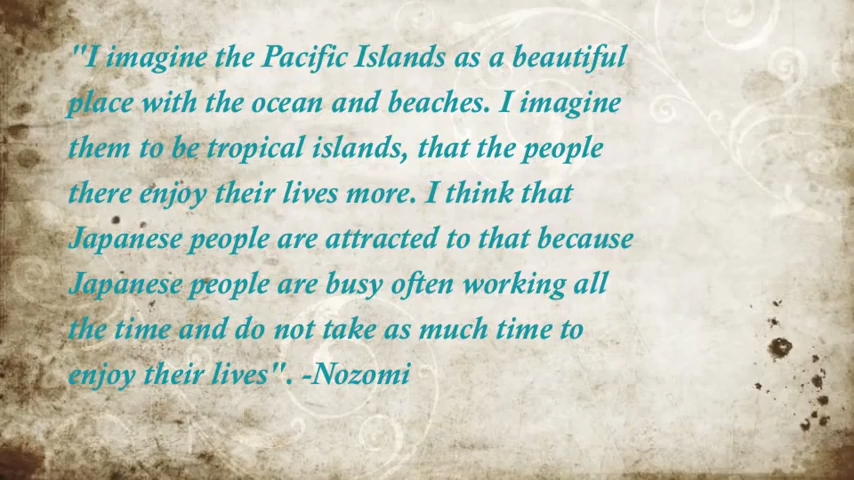 "I imagine the Pacific Islands as a beautiful
place with the ocean and beaches. I imagine
them to be tropical islands, that the people
there enjoy their lives more. I think that
Japanese people are attracted to that because
Japanese people are busy often working all
the time and do not take as much time to
enjoy their lives". -Nozomi